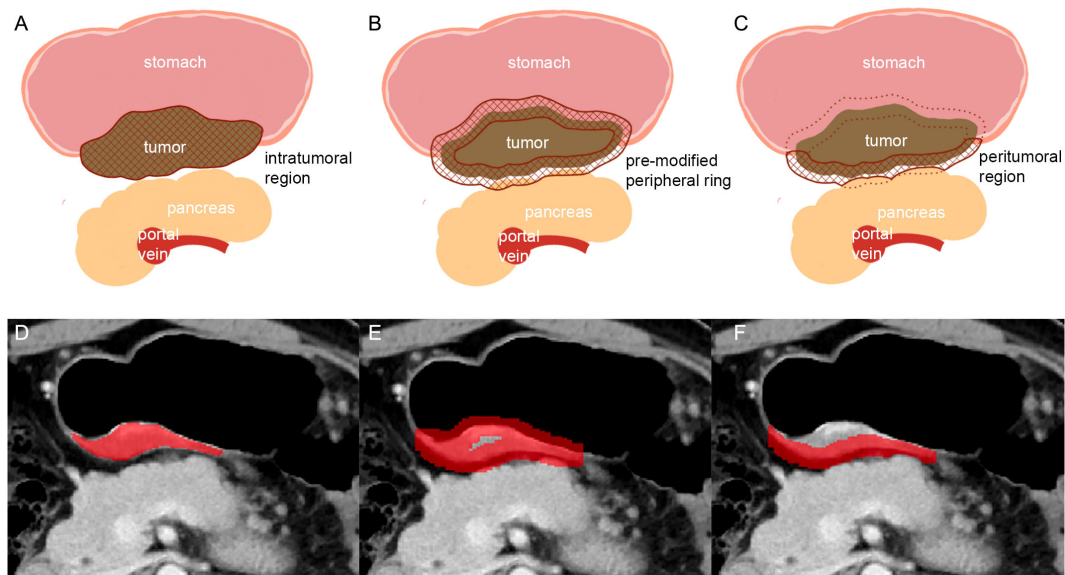 A
stomach
tumor
intratumoral
region
pancreas
portal
vein
B
stomach
tumor
pre-modified
peripheral ring
pancreas
portal
vein
C
stomach
tumor
peritumoral
region
pancreas
portal
vein
D
E
F